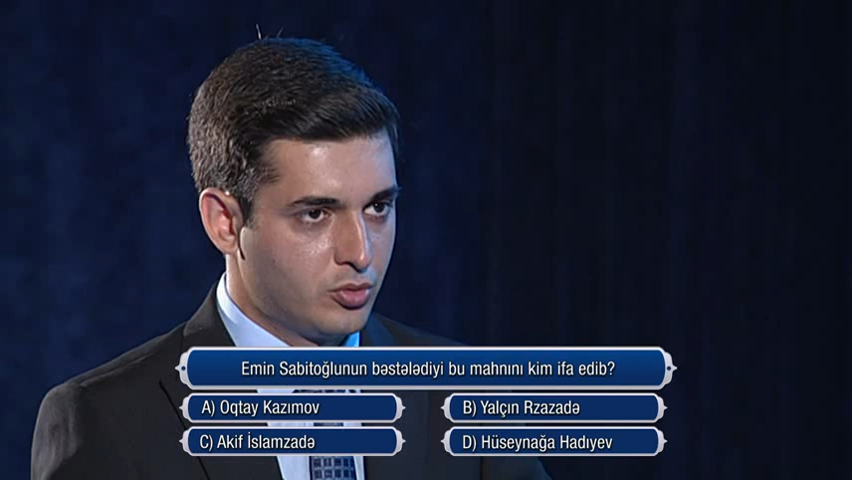 Emin Sabitoğlunun bəstələdiyi bu mahnını kim ifa edib?
A) Oqtay Kazımov
B) Yalçın Rzazadə
C) Akif İslamzadə
D) Hüseynağa Hadıyev